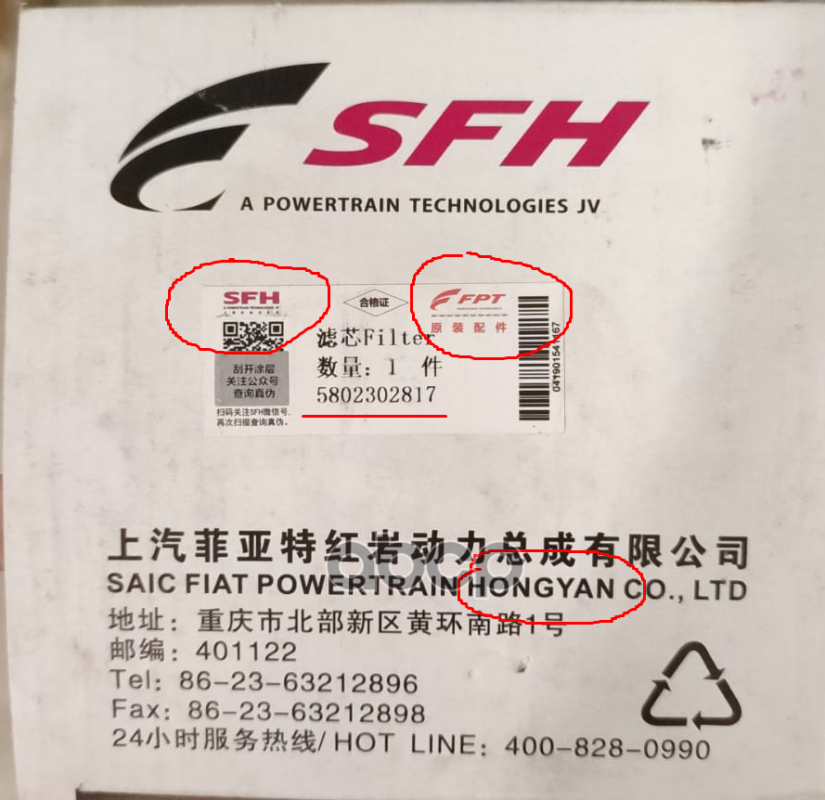 SFH
A POWERTRAIN TECHNOLOGIES JV
SFH
合格证
FPT
原装配件
滤芯Filter
数量: 1 件
5802302817
刮开涂层
关注公众号
查询真伪
扫码关注SFH微信号,
再次扫描查询真伪。
041901541167
上汽菲亚特红岩动力总成有限公司
SAIC FIAT POWERTRAIN HONGYAN CO., LTD
地址: 重庆市北部新区黄环南路1号
邮编: 401122
Tel: 86-23-63212896
Fax: 86-23-63212898
24小时服务热线/HOT LINE: 400-828-0990